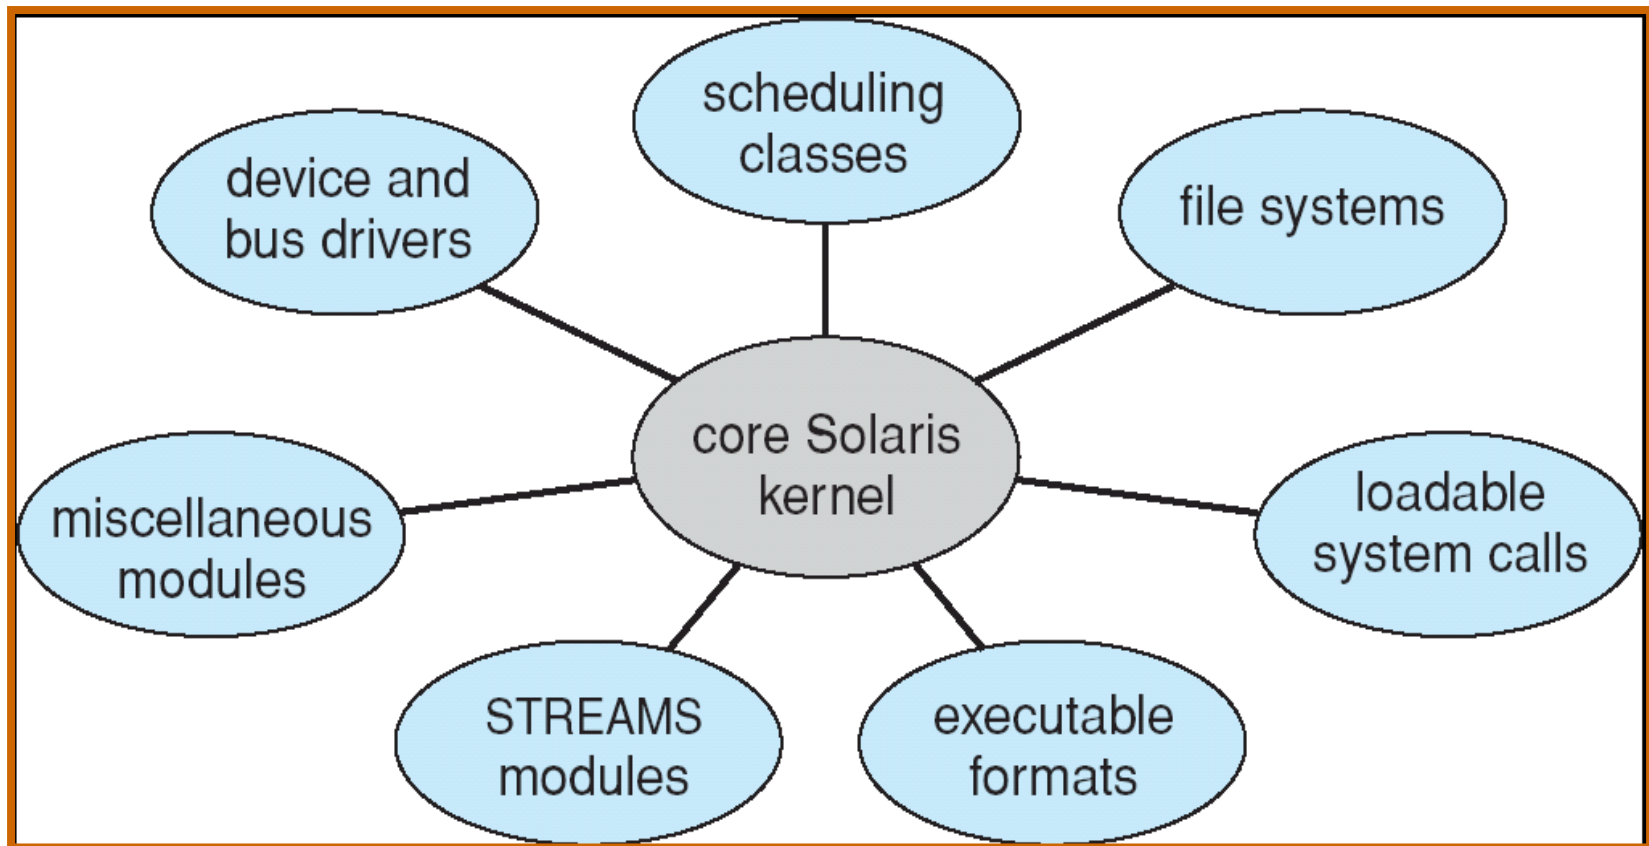 scheduling
classes
device and
bus drivers
file systems
core Solaris
kernel
miscellaneous
modules
loadable
system calls
STREAMS
modules
executable
formats